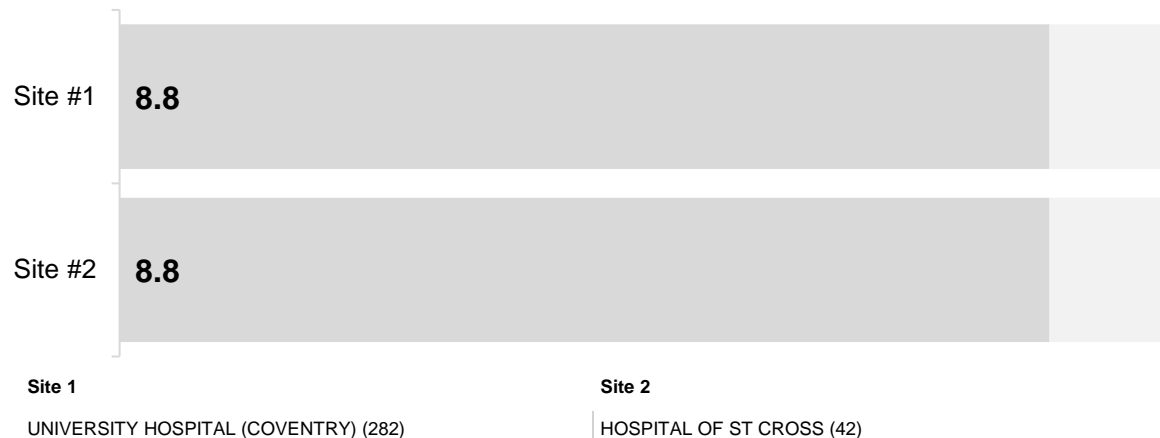 Site #1 8.8
Site #2 8.8
Site 1 Site 2
UNIVERSITY HOSPITAL (COVENTRY) (282) HOSPITAL OF ST CROSS (42)